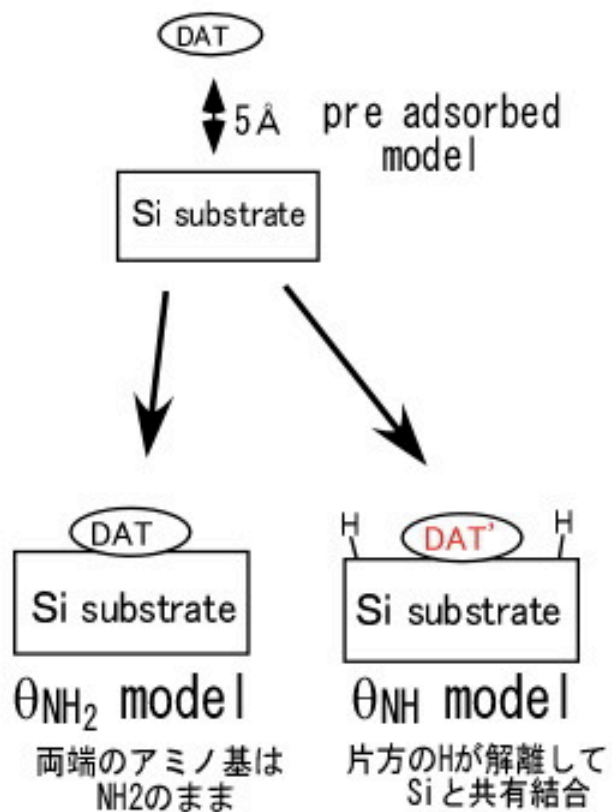 DAT
5Å
pre adsorbed
model
Si substrate
DAT
Si substrate
θNH₂ model
両端のアミノ基は
NH2のまま
H
H
DAT'
Si substrate
θNH model
片方のHが解離して
Siと共有結合